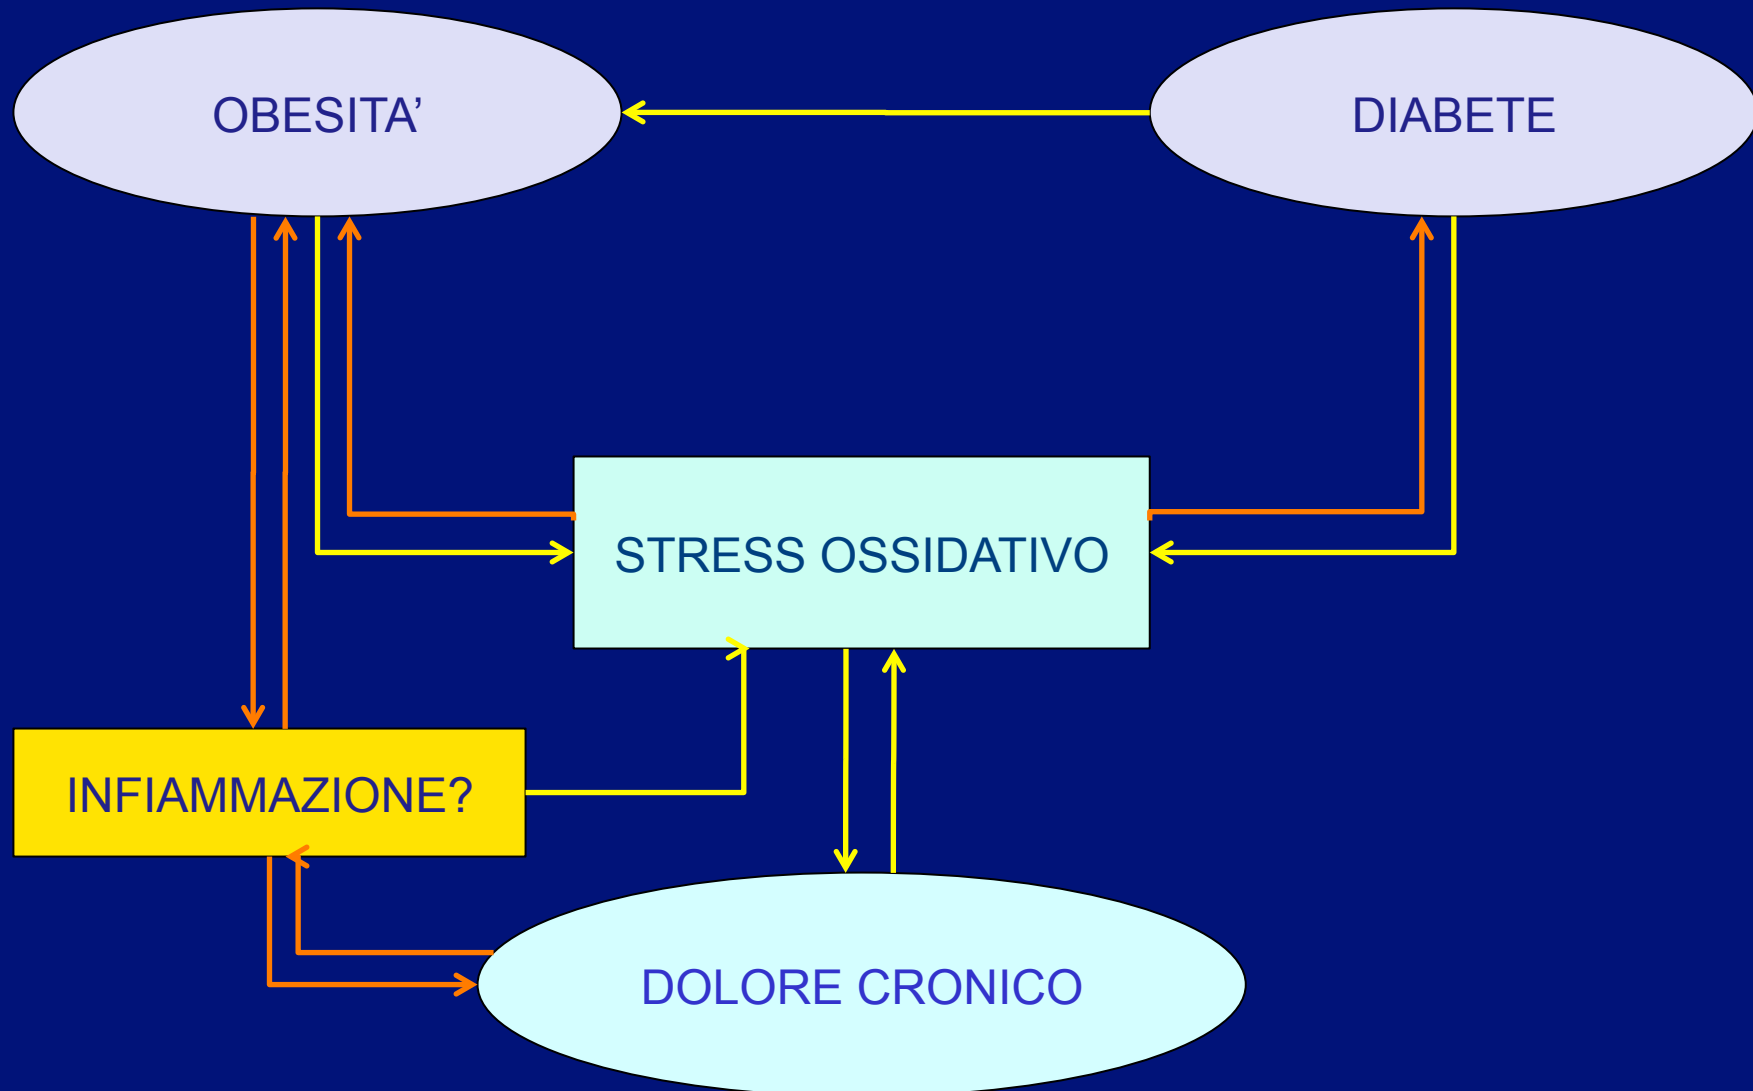 OBESITA’
DIABETE
STRESS OSSIDATIVO
INFIAMMAZIONE?
DOLORE CRONICO